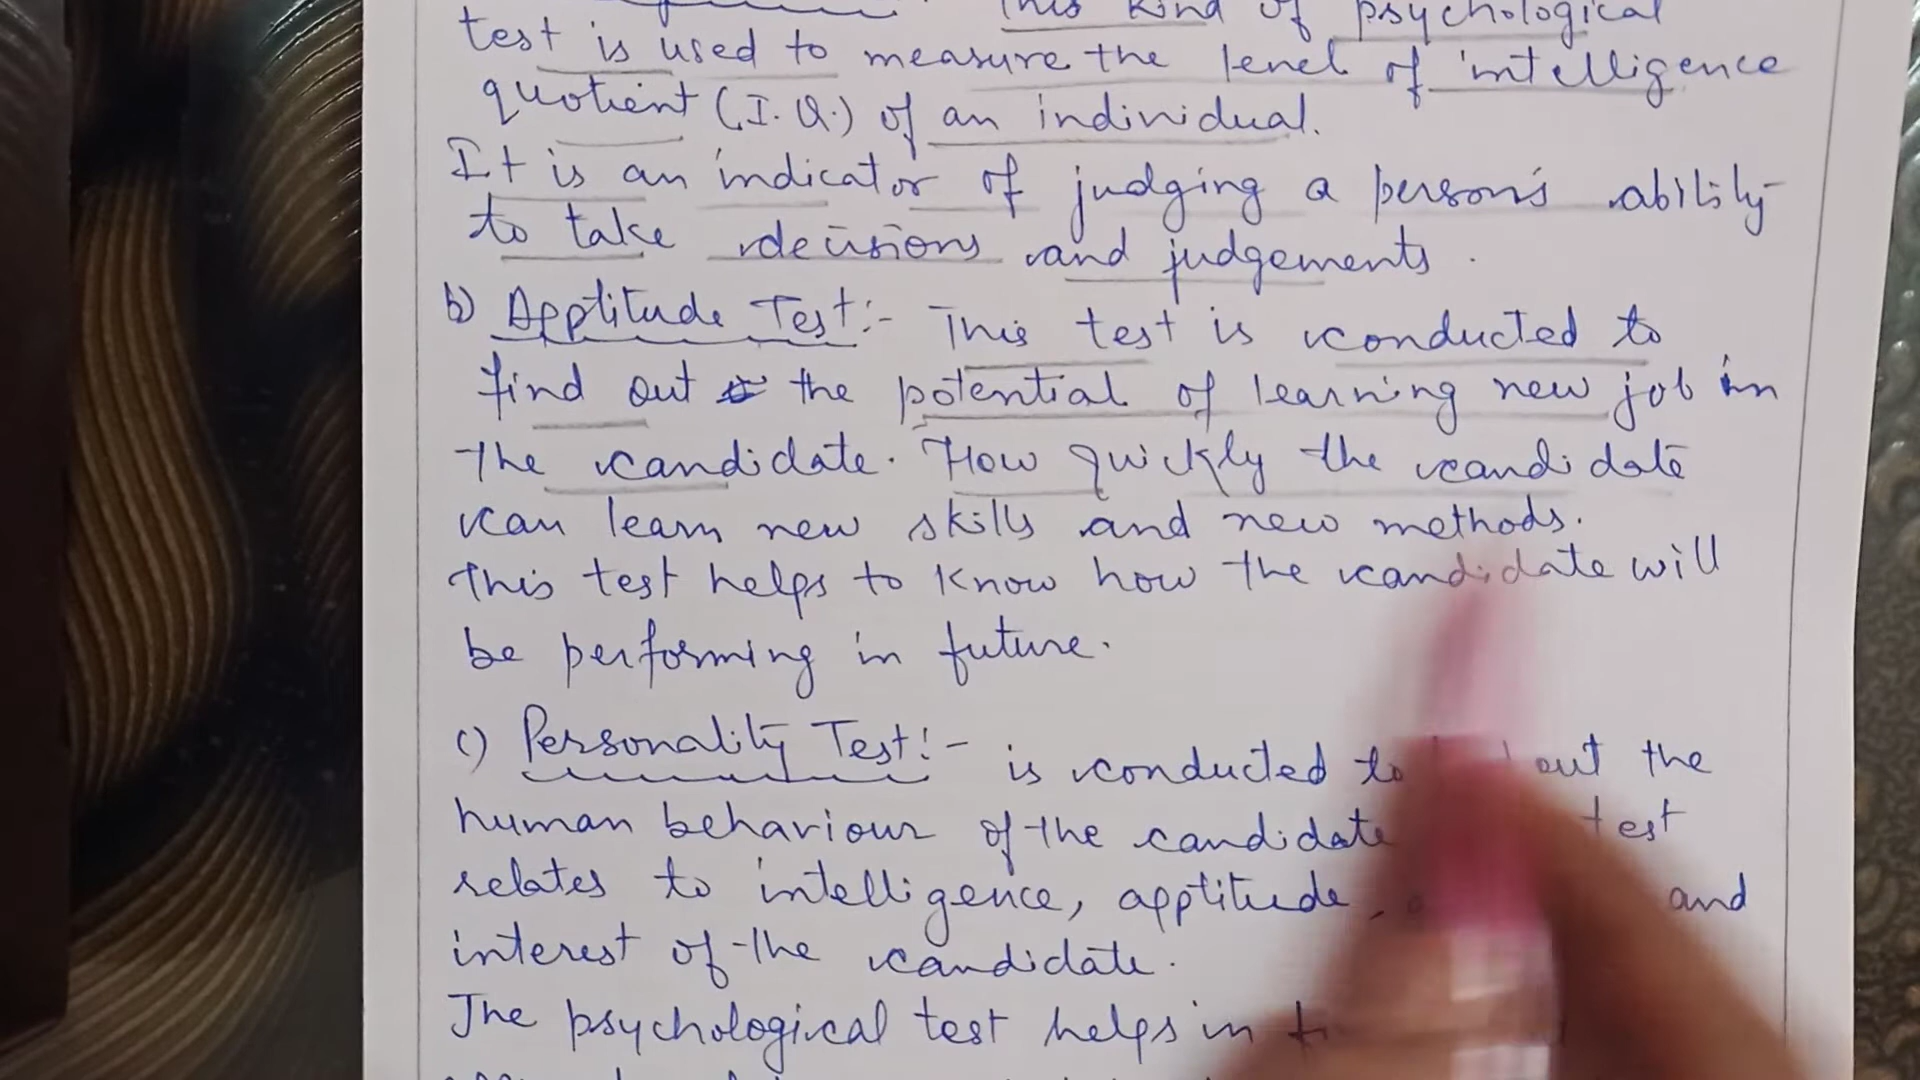 This kind of psychological
test is used to measure the level of intelligence
quotient (I.Q.) of an individual.
It is an indicator of judging a person's ability
to take decisions and judgements.
b) Apptitude Test:- This test is conducted to
find out the potential of learning new job in
the candidate. How quickly the candidate
can learn new skills and new methods.
This test helps to know how the candidate will
be performing in future.
c) Personality Test:- is conducted to out the
human behaviour of the candidate test
relates to intelligence, apptitude, and
interest of the candidate.
The psychological test helps in